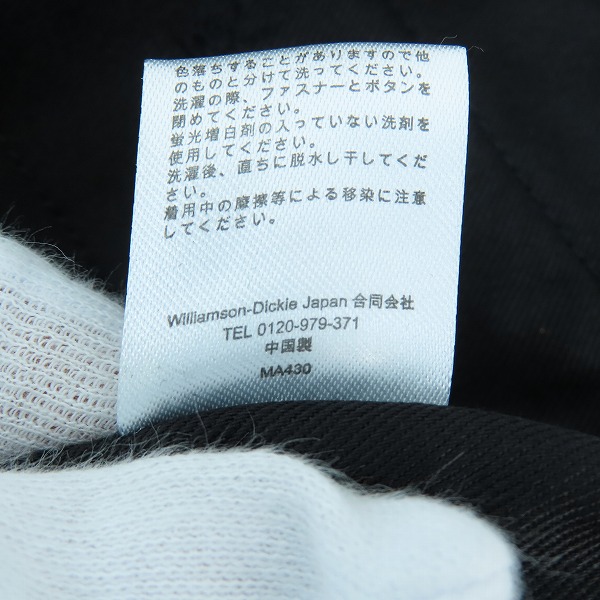 色落ちすることがありますので他
のものと分けて洗ってください。
洗濯の際、ファスナーとボタンを
閉めてください。
蛍光増白剤の入っていない洗剤を
使用してください。
洗濯後、直ちに脱水し干してくだ
さい。
着用中の摩擦等による移染に注意
してください。
Williamson-Dickie Japan 合同会社
TEL 0120-979-371
中国製
MA430